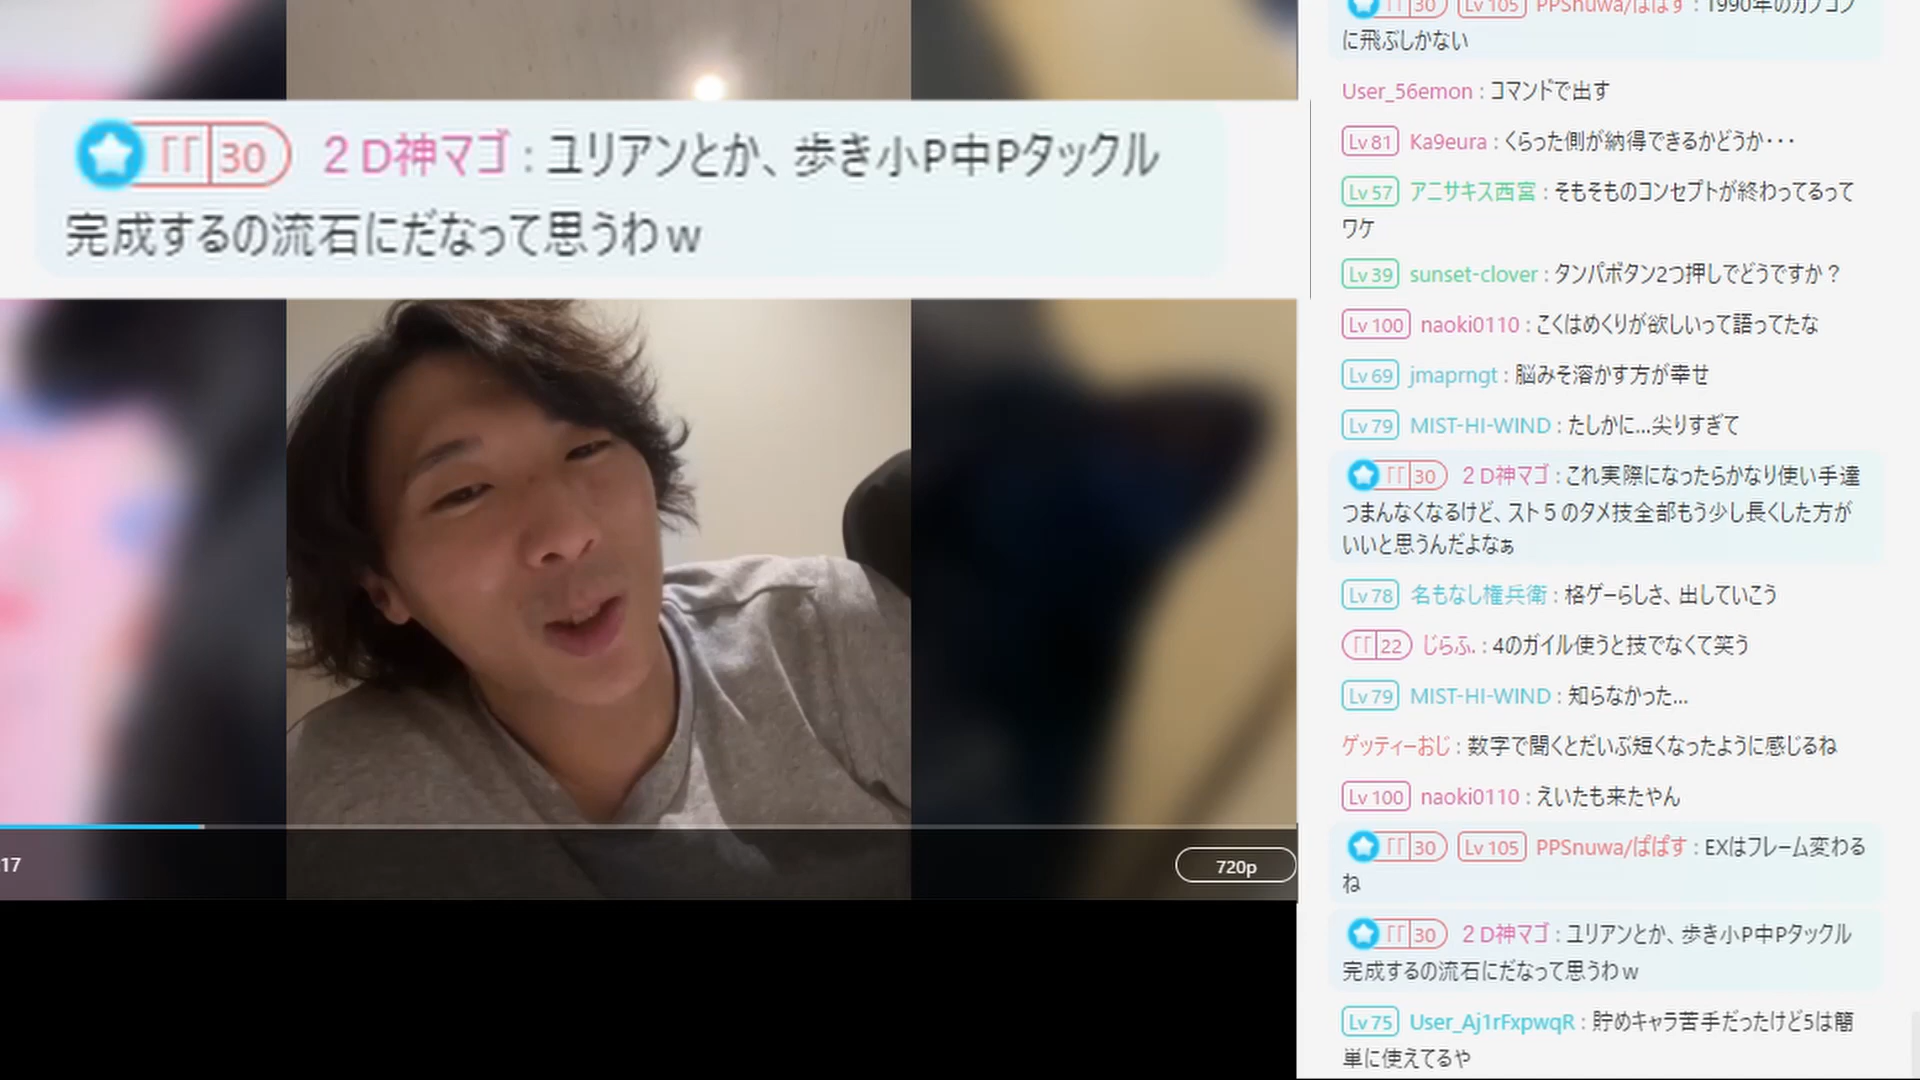 30 2D神マゴ : ユリアンとか、歩き小P中Pタックル
完成するの流石にだなって思うわw
17
720p
30 Lv 105 PPSnuwa/ぱぱす : 1990年のカプコン
に飛ぶしかない
User_56emon : コマンドで出す
Lv 81 Ka9eura : くらった側が納得できるかどうか・・・
Lv 57 アニサキス西宮 : そもそものコンセプトが終わってるって
ワケ
Lv 39 sunset-clover : タンパボタン2つ押しでどうですか？
Lv 100 naoki0110 : こくはめくりが欲しいって語ってたな
Lv 69 jmaprngt : 脳みそ溶かす方が幸せ
Lv 79 MIST-HI-WIND : たしかに...尖りすぎて
30 2D神マゴ : これ実際になったらかなり使い手達
つまんなくなるけど、スト5のタメ技全部もう少し長くした方が
いいと思うんだよなぁ
Lv 78 名もなし権兵衛 : 格ゲーらしさ、出していこう
22 じらふ. : 4のガイル使うと技でなくて笑う
Lv 79 MIST-HI-WIND : 知らなかった...
ゲッティーおじ : 数字で聞くとだいぶ短くなったように感じるね
Lv 100 naoki0110 : えいたも来たやん
30 Lv 105 PPSnuwa/ぱぱす : EXはフレーム変わる
ね
30 2D神マゴ : ユリアンとか、歩き小P中Pタックル
完成するの流石にだなって思うわw
Lv 75 User_Aj1rFxpwqR : 貯めキャラ苦手だったけど5は簡
単に使えてるや